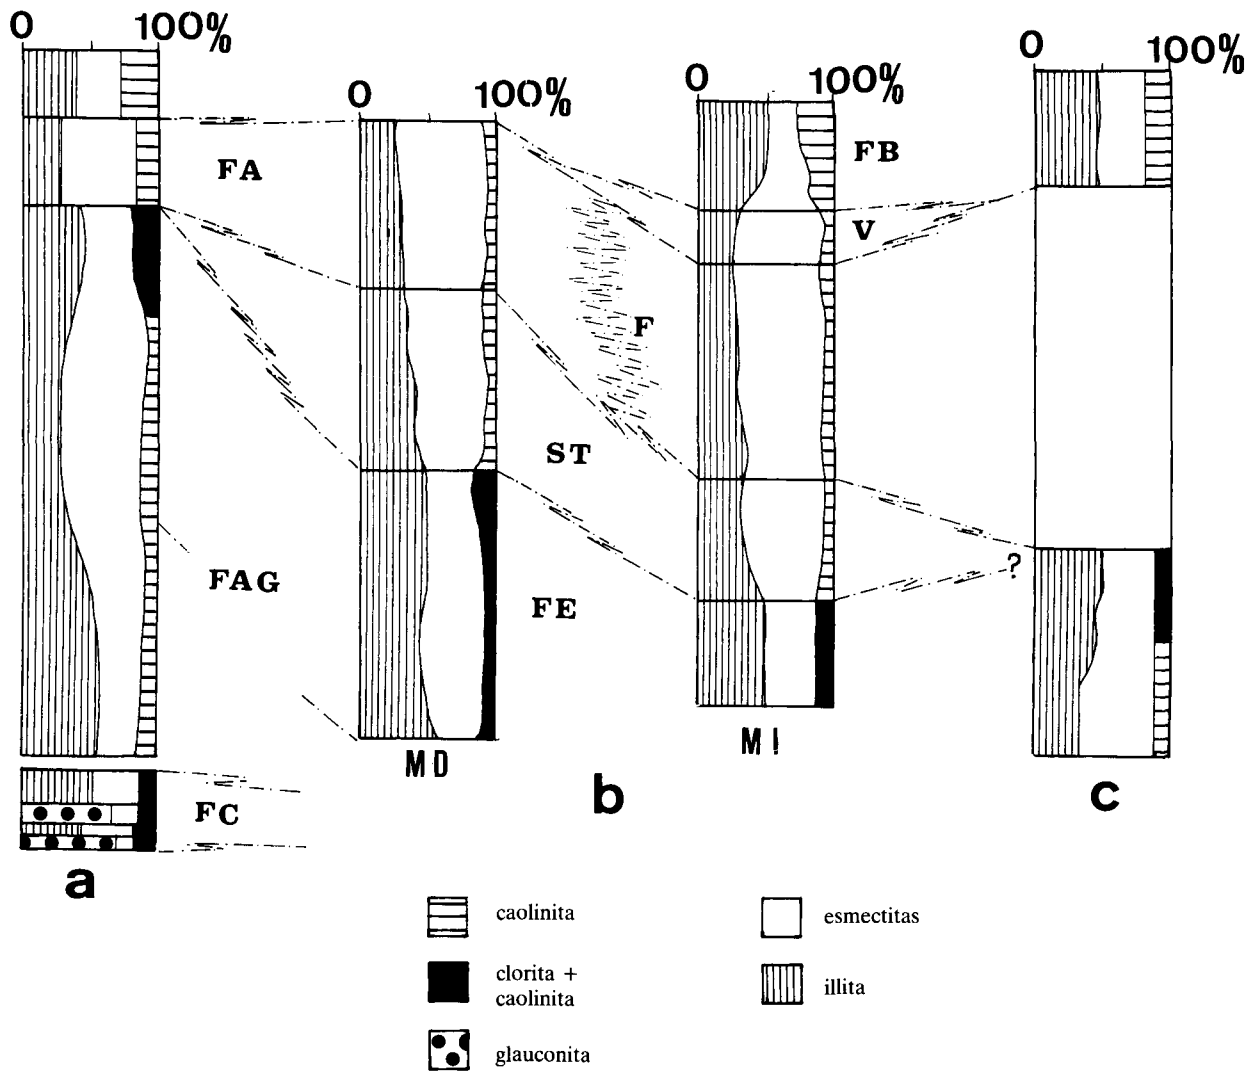 0 100%
0 100%
0 100%
0 100%
FA
FB
V
F
ST
FAG
FE
?
FC
MD
MI
a
b
c
caolinita
clorita +
caolinita
glauconita
esmectitas
illita